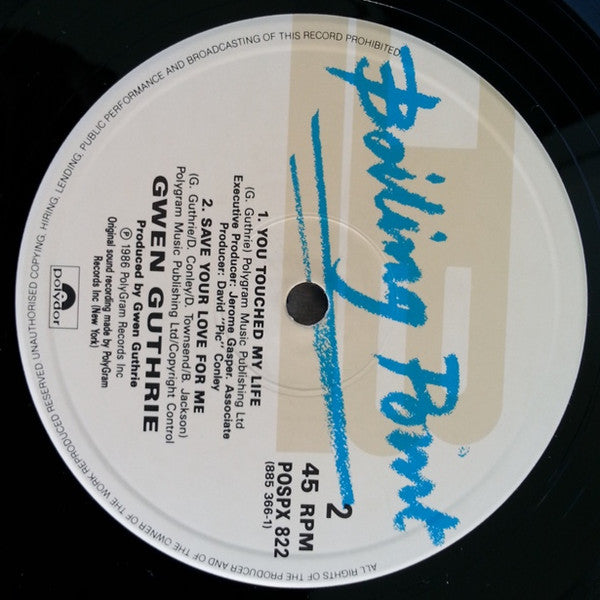 Boiling Point
2
45 RPM
POSPX 822
(885 366-1)
1. YOU TOUCHED MY LIFE
(G. Guthrie) Polygram Music Publishing Ltd
Executive Producer: Jerome Gasper. Associate
Producer: David "Pic" Conley
2. SAVE YOUR LOVE FOR ME
(G. Guthrie/D. Conley/D. Townsend/B. Jackson)
Polygram Music Publishing Ltd/Copyright Control
GWEN GUTHRIE
Produced by Gwen Guthrie
℗ 1986 PolyGram Records Inc
Original sound recording made by PolyGram
Records Inc (New York)
polydor
ALL RIGHTS OF THE PRODUCER AND OF THE OWNER OF THE WORK REPRODUCED RESERVED UNAUTHORISED COPYING, HIRING, LENDING, PUBLIC PERFORMANCE AND BROADCASTING OF THIS RECORD PROHIBITED